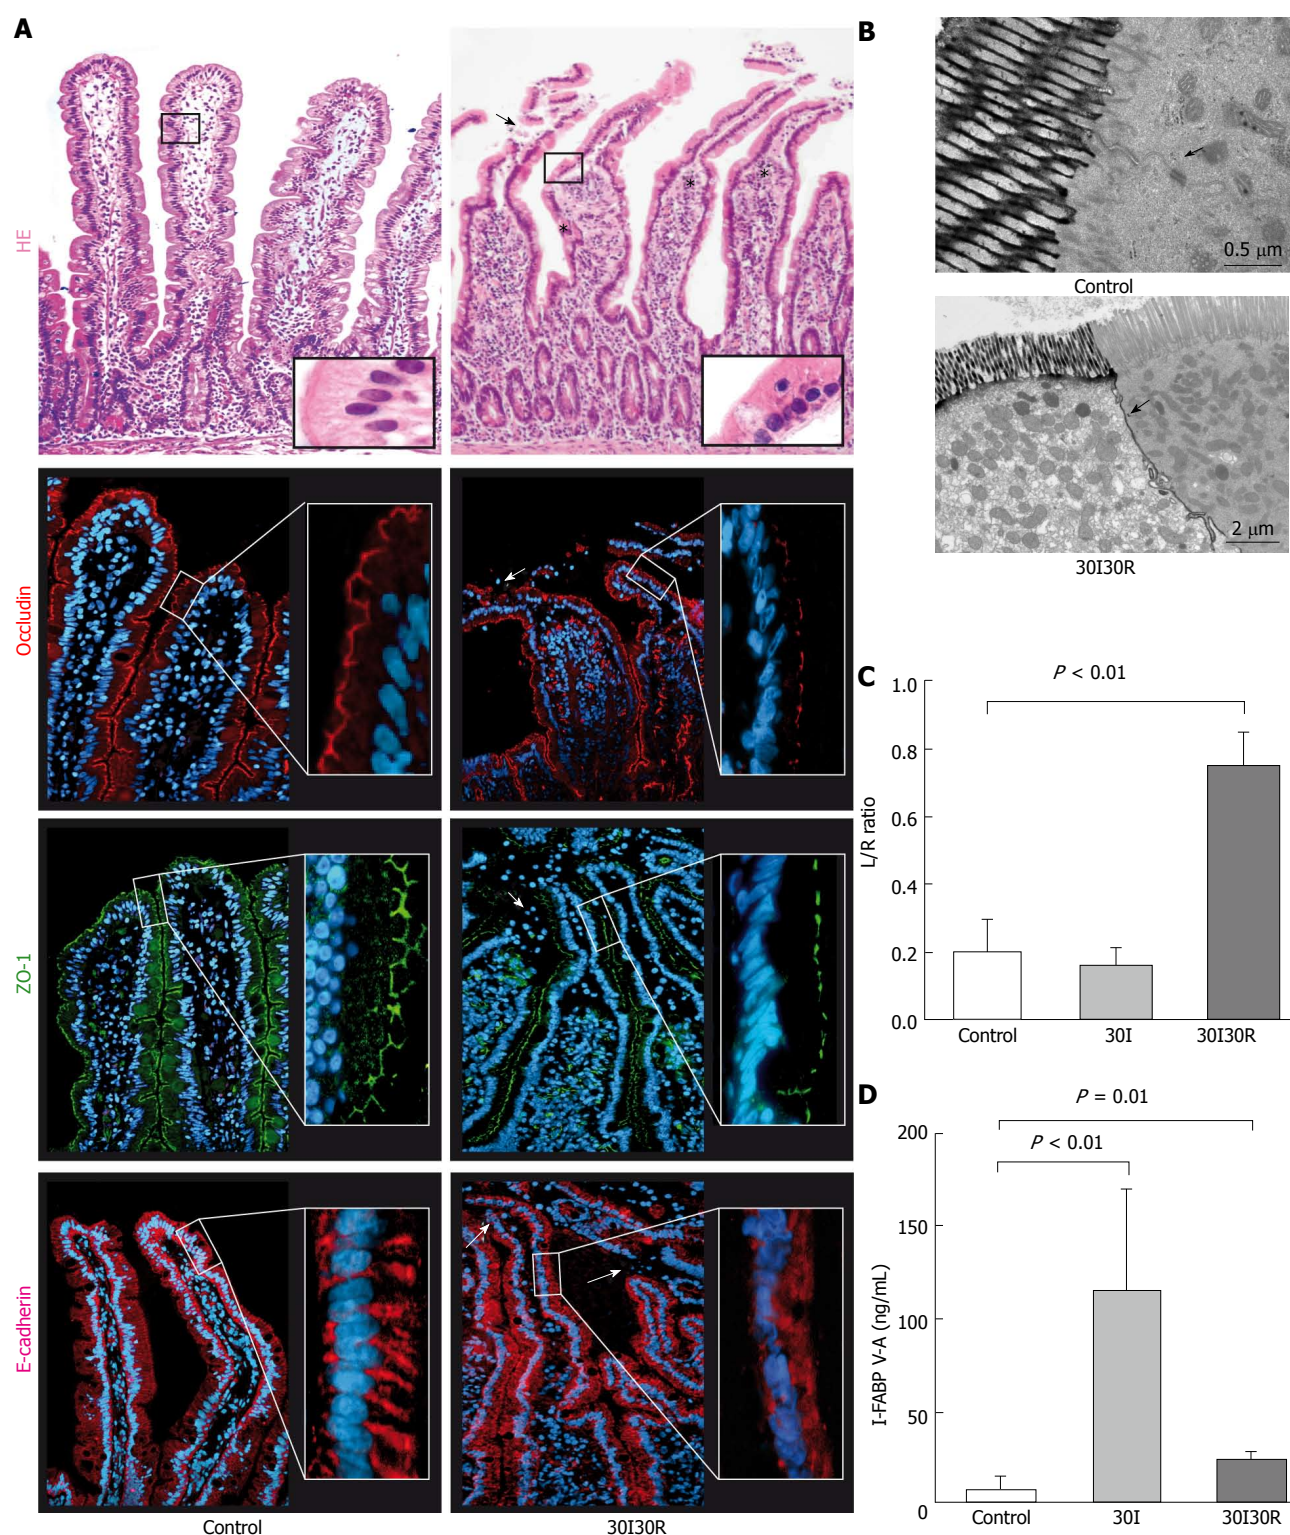 A
HE
*
*
*
Occludin
ZO-1
E-cadherin
Control
30I30R
B
0.5 μm
Control
2 μm
30I30R
C
P < 0.01
1.0
0.8
0.6
0.4
0.2
0.0
L/R ratio
Control
30I
30I30R
D
P = 0.01
P < 0.01
200
150
100
50
0
I-FABP V-A (ng/mL)
Control
30I
30I30R